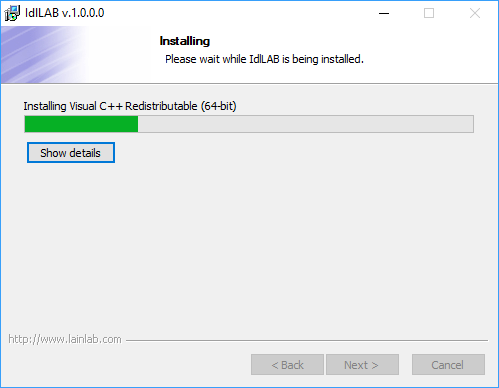 IdlLAB v.1.0.0.0
Installing
Please wait while IdlLAB is being installed.
Installing Visual C++ Redistributable (64-bit)
Show details
http://www.lainlab.com
< Back
Next >
Cancel